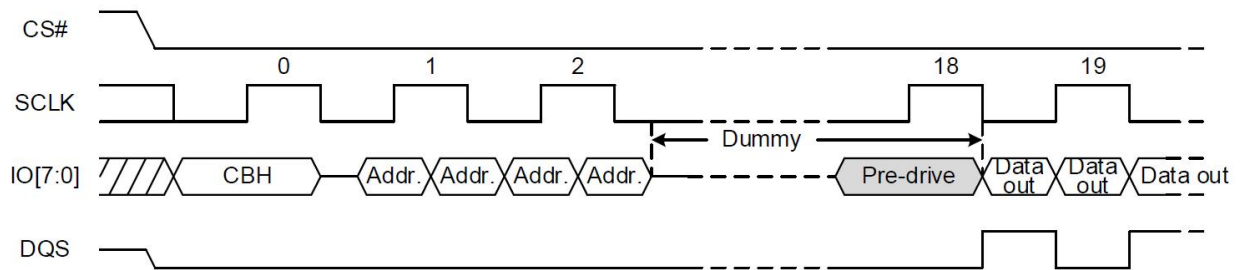 CS#
0 1 2 18 19
SCLK
Dummy
IO[7:0] CBH Addr. Addr. Addr. Addr. Pre-drive Data out Data out Data out
DQS